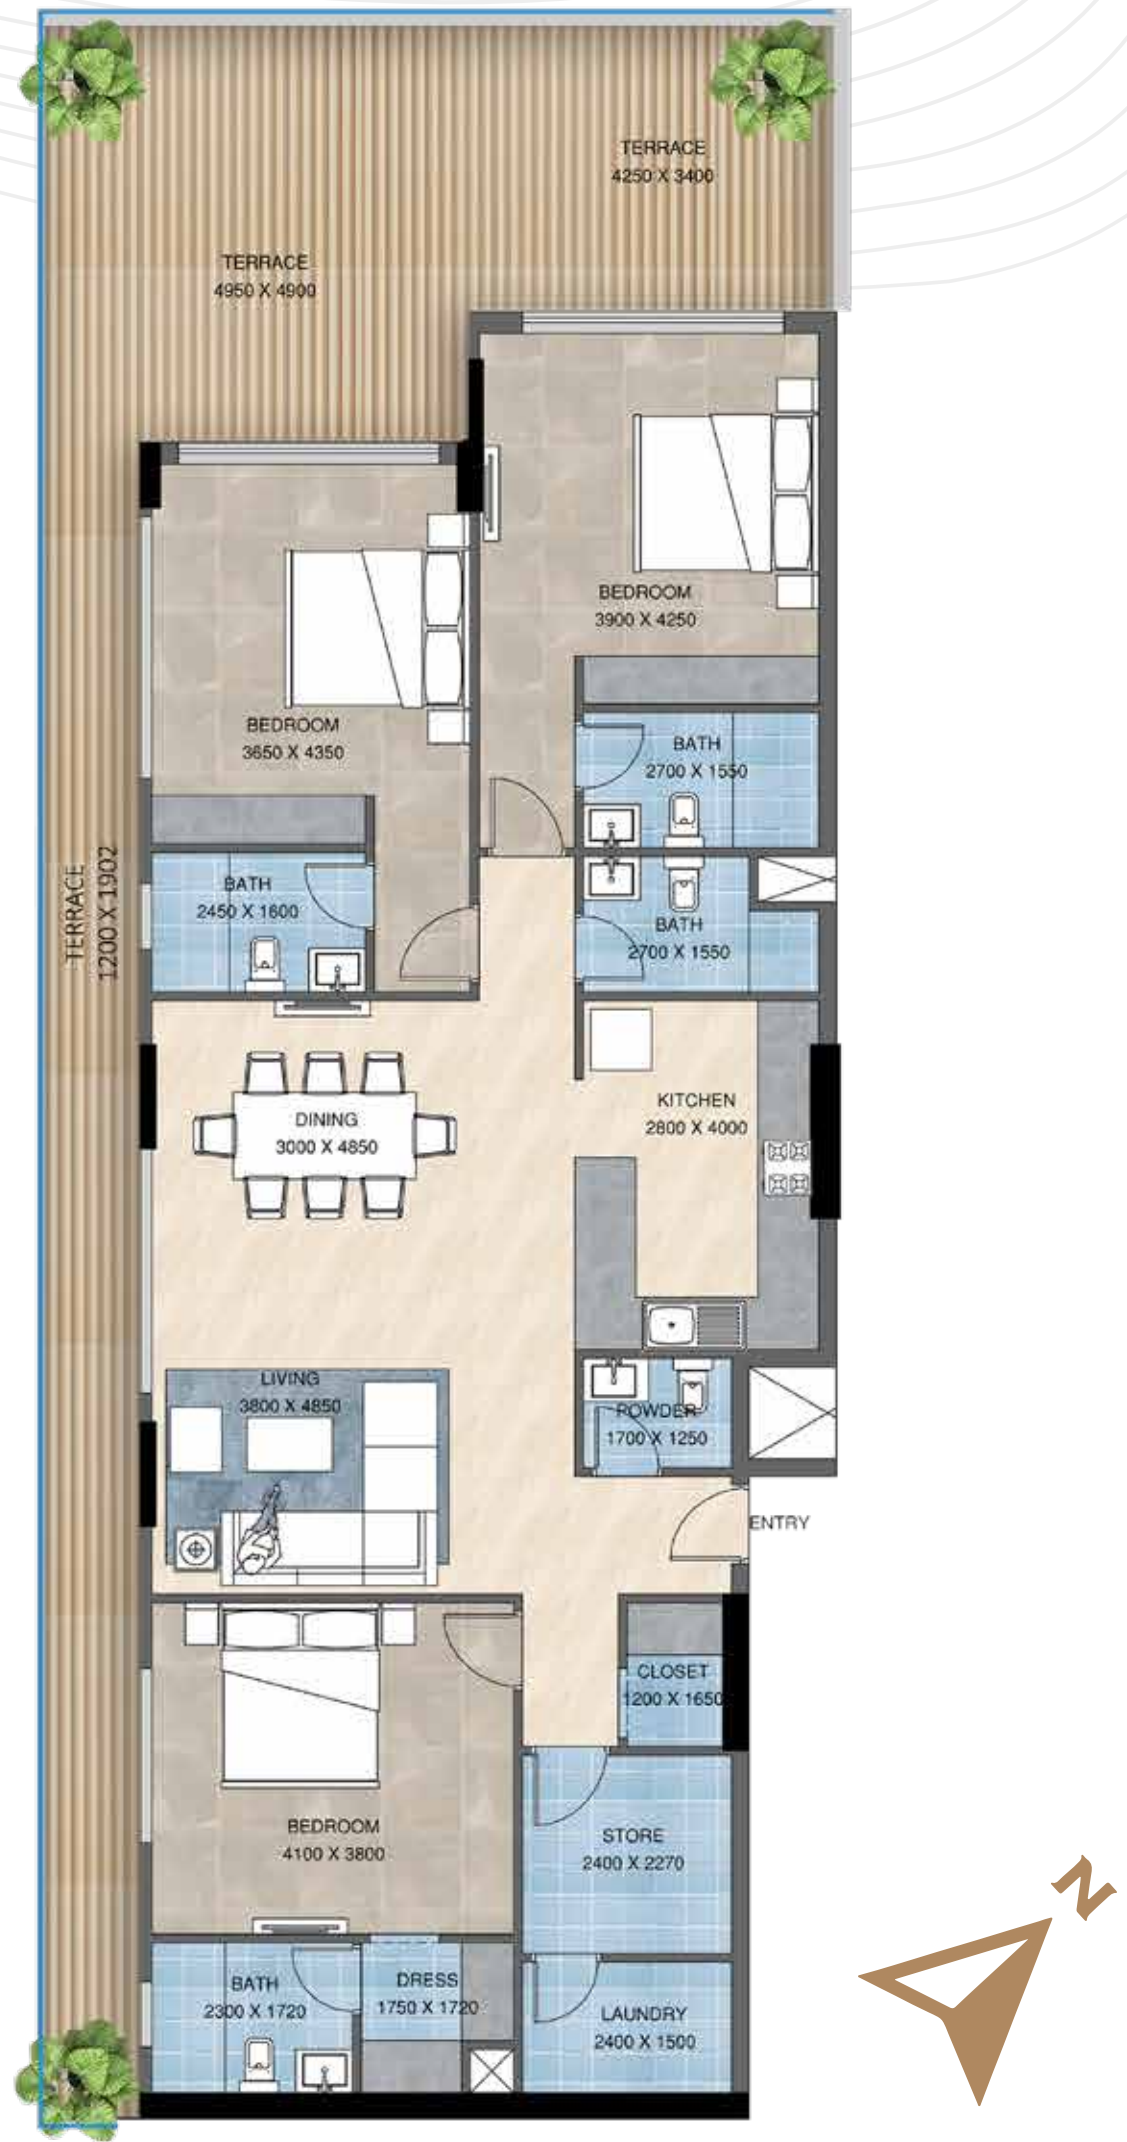 TERRACE
4250 X 3400
TERRACE
4950 X 4900
BEDROOM
3900 X 4250
BEDROOM
3650 X 4350
BATH
2700 X 1550
BATH
2450 X 1600
BATH
2700 X 1550
TERRACE
1200 X 1902
KITCHEN
2800 X 4000
DINING
3000 X 4850
LIVING
3800 X 4850
POWDER
1700 X 1250
ENTRY
CLOSET
1200 X 1650
BEDROOM
4100 X 3800
STORE
2400 X 2270
BATH
2300 X 1720
DRESS
1750 X 1720
LAUNDRY
2400 X 1500
N